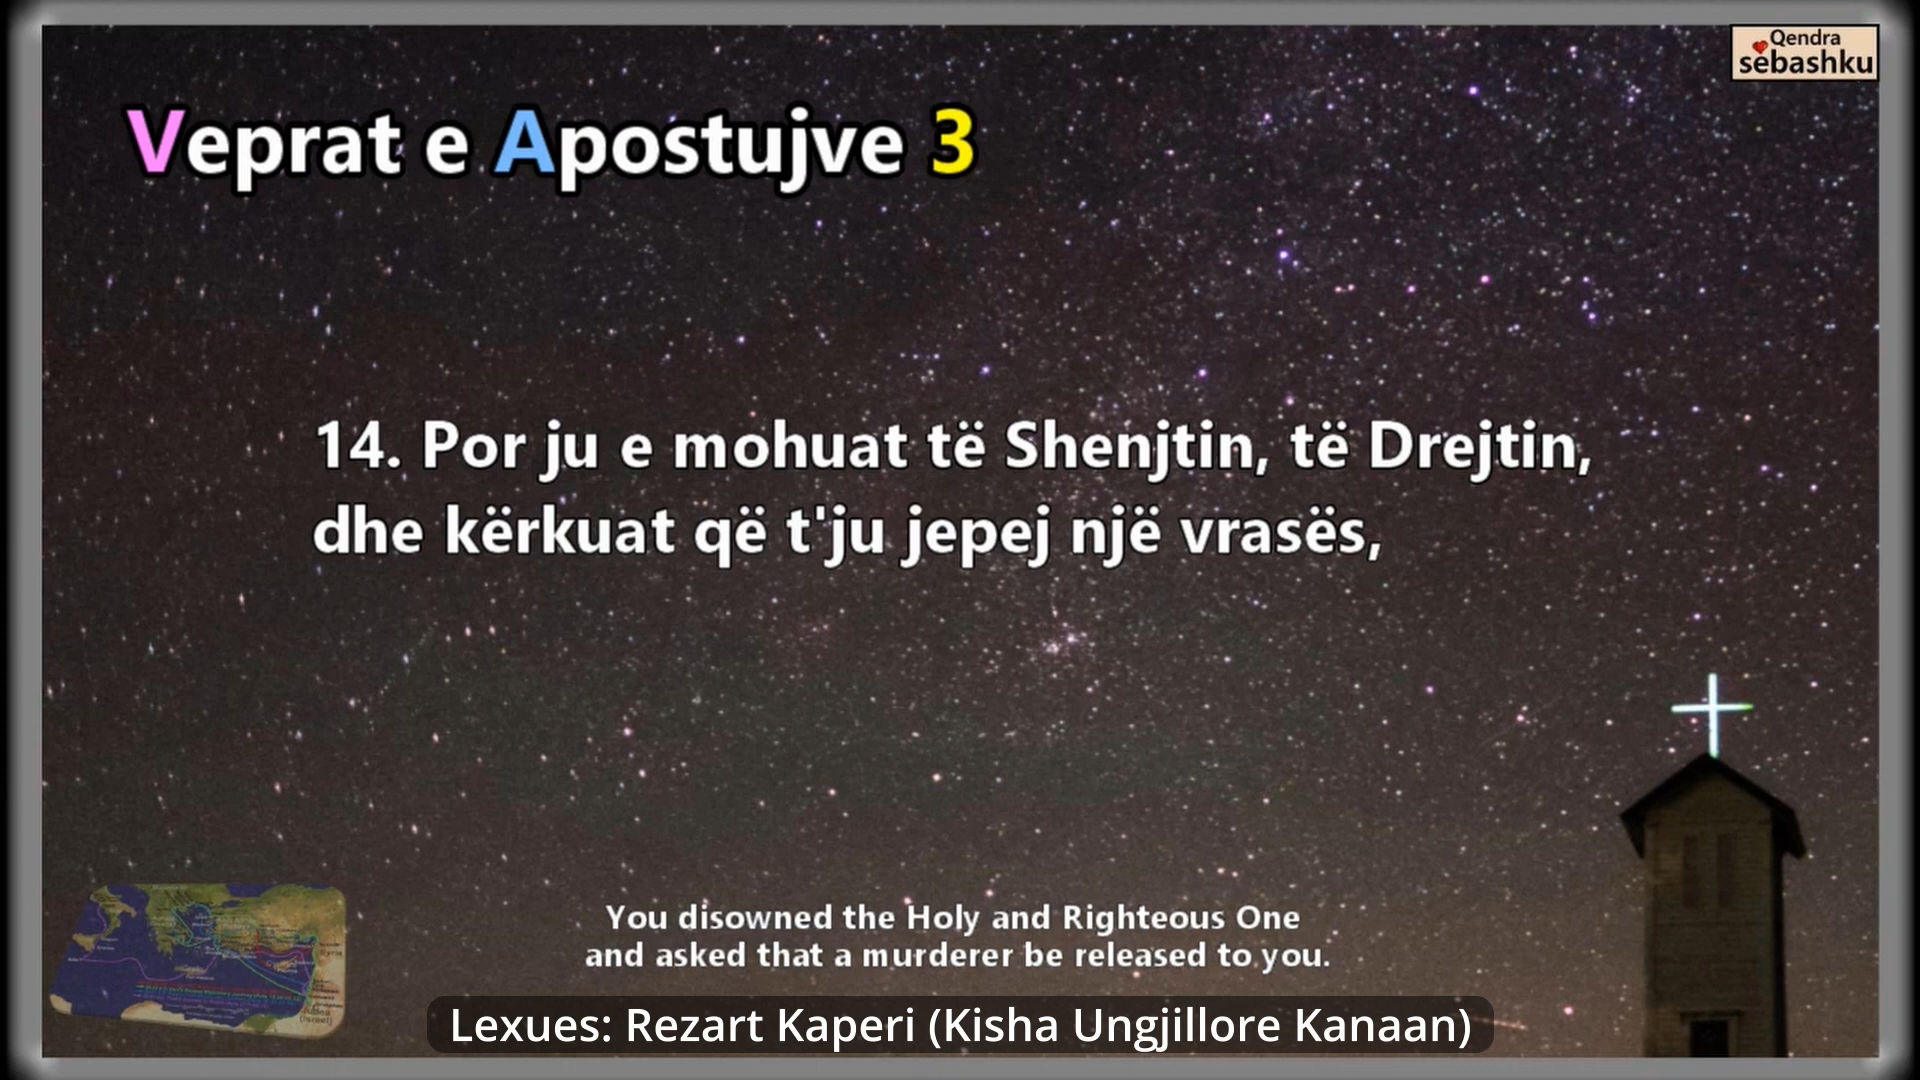 Qendra
sëbashku
Veprat e Apostujve 3
14. Por ju e mohuat të Shenjtin, të Drejtin,
dhe kërkuat që t'ju jepej një vrasës,
You disowned the Holy and Righteous One
and asked that a murderer be released to you.
Lexues: Rezart Kaperi (Kisha Ungjillore Kanaan)